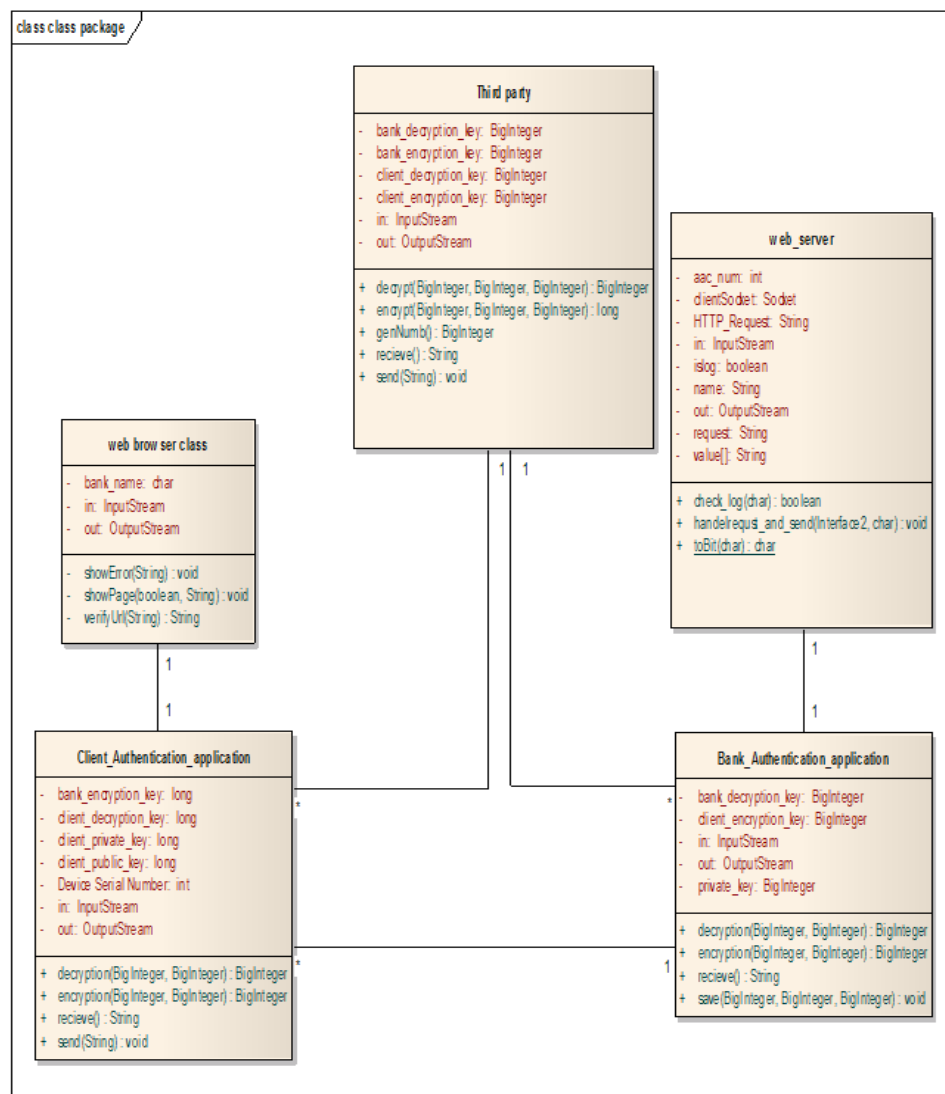 class class package
Third party
- bank_decryption_key: BigInteger
- bank_encryption_key: BigInteger
- client_decryption_key: BigInteger
- client_encryption_key: BigInteger
- in: InputStream
- out: OutputStream
+ decrypt(BigInteger, BigInteger, BigInteger) : BigInteger
+ encrypt(BigInteger, BigInteger, BigInteger) : long
+ genNumb() : BigInteger
+ recieve() : String
+ send(String) : void
web_server
- aac_num: int
- clientSocket: Socket
- HTTP_Request: String
- in: InputStream
- islog: boolean
- name: String
- out: OutputStream
- request: String
- value[]: String
+ check_log(char) : boolean
+ handelrequst_and_send(Interface2, char) : void
+ toBit(char) : char
web browser class
- bank_name: char
- in: InputStream
- out: OutputStream
- showError(String) : void
- showPage(boolean, String) : void
- verifyUrl(String) : String
1
1
1
1
1
1
Client_Authentication_application
- bank_encryption_key: long
- client_decryption_key: long
- client_private_key: long
- client_public_key: long
- Device Serial Number: int
- in: InputStream
- out: OutputStream
+ decryption(BigInteger, BigInteger) : BigInteger
+ encryption(BigInteger, BigInteger) : BigInteger
+ recieve() : String
+ send(String) : void
*
*
*
1
Bank_Authentication_application
- bank_decryption_key: BigInteger
- client_encryption_key: BigInteger
- in: InputStream
- out: OutputStream
- private_key: BigInteger
+ decryption(BigInteger, BigInteger) : BigInteger
+ encryption(BigInteger, BigInteger) : BigInteger
+ recieve() : String
+ save(BigInteger, BigInteger, BigInteger) : void